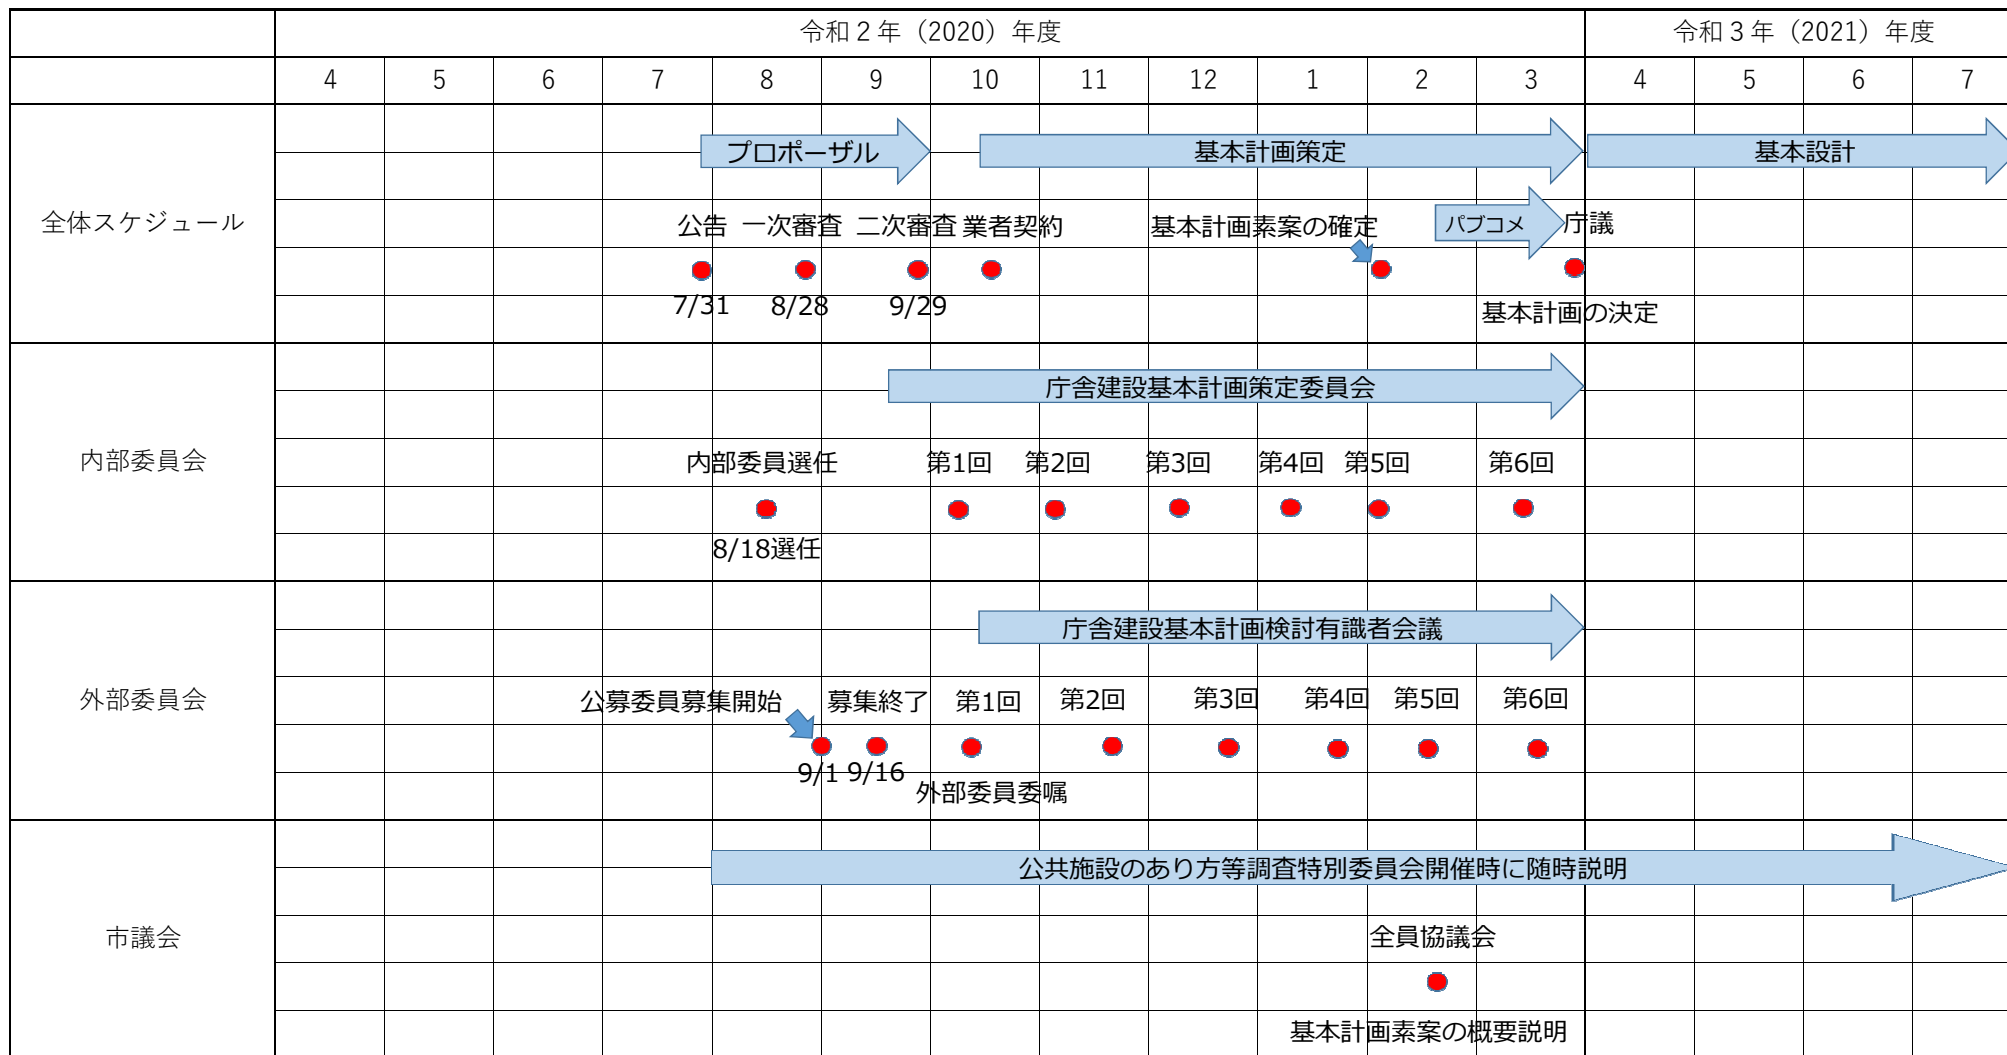 令和２年（2020）年度 令和３年（2021）年度
4 5 6 7 8 9 10 11 12 1 2 3 4 5 6 7
全体スケジュール
プロポーザル 基本計画策定 基本設計
公告 一次審査 二次審査 業者契約 基本計画素案の確定 パブコメ 庁議
7/31 8/28 9/29 基本計画の決定
内部委員会
庁舎建設基本計画策定委員会
内部委員選任 第1回 第2回 第3回 第4回 第5回 第6回
8/18選任
外部委員会
庁舎建設基本計画検討有識者会議
公募委員募集開始 募集終了 第1回 第2回 第3回 第4回 第5回 第6回
9/1 9/16 外部委員委嘱
市議会
公共施設のあり方等調査特別委員会開催時に随時説明
全員協議会
基本計画素案の概要説明